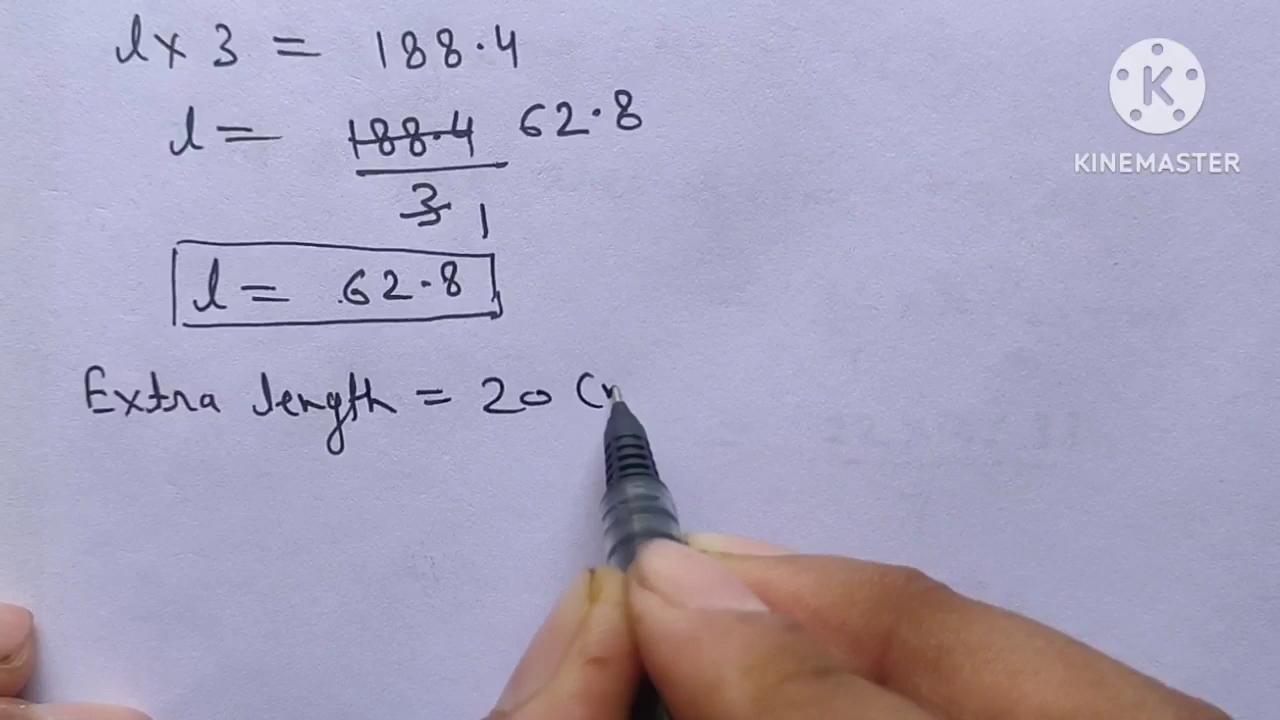 l × 3 = 188.4
l = 188.4 62.8
3 1
l = 62.8
Extra length = 20 C
K
KINEMASTER